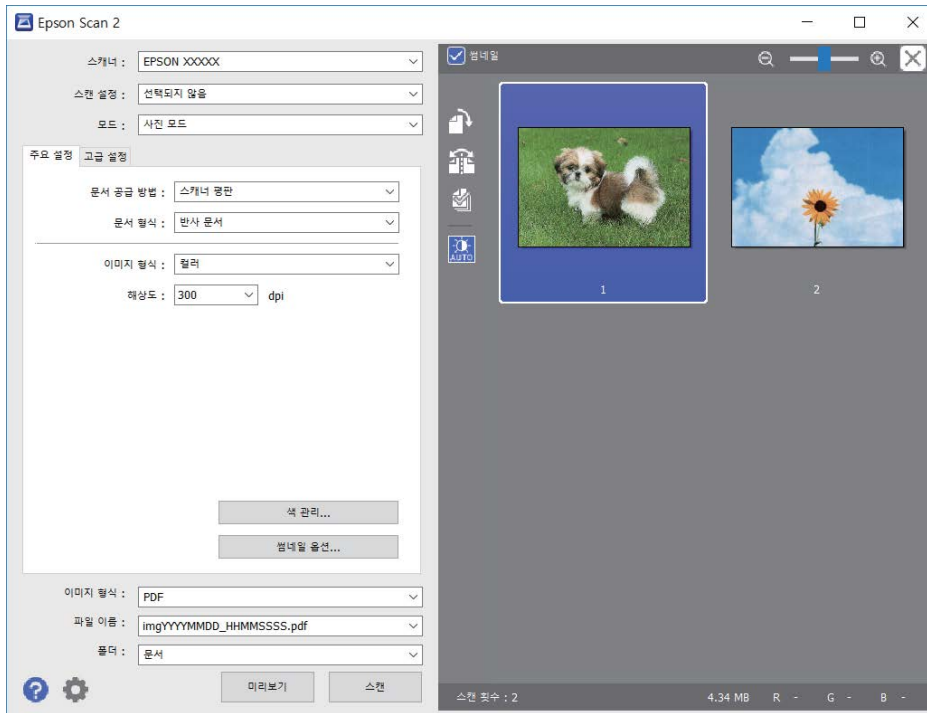 Epson Scan 2
스캐너 : EPSON XXXXX
스캔 설정 : 선택되지 않음
모드 : 사진 모드
주요 설정 고급 설정
문서 공급 방법 : 스캐너 평판
문서 형식 : 반사 문서
이미지 형식 : 컬러
해상도 : 300 dpi
색 관리...
썸네일 옵션...
이미지 형식 : PDF
파일 이름 : imgYYYYMMDD_HHMMSSSS.pdf
폴더 : 문서
? 미리보기 스캔
썸네일
AUTO
1 2
스캔 횟수 : 2 4.34 MB R - G - B -